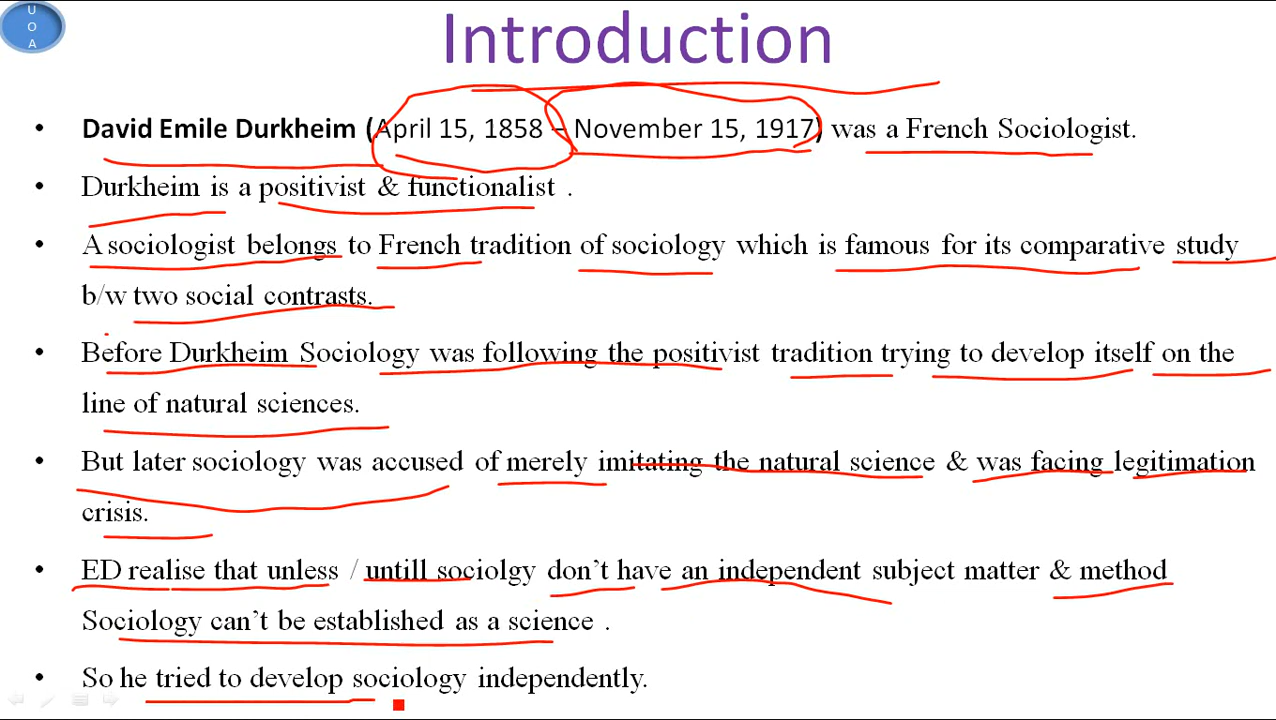 U
O
A
Introduction
• David Emile Durkheim (April 15, 1858 – November 15, 1917) was a French Sociologist.
• Durkheim is a positivist & functionalist .
• A sociologist belongs to French tradition of sociology which is famous for its comparative study
b/w two social contrasts.
• Before Durkheim Sociology was following the positivist tradition trying to develop itself on the
line of natural sciences.
• But later sociology was accused of merely imitating the natural science & was facing legitimation
crisis.
• ED realise that unless / untill sociolgy don't have an independent subject matter & method
Sociology can't be established as a science .
• So he tried to develop sociology independently.